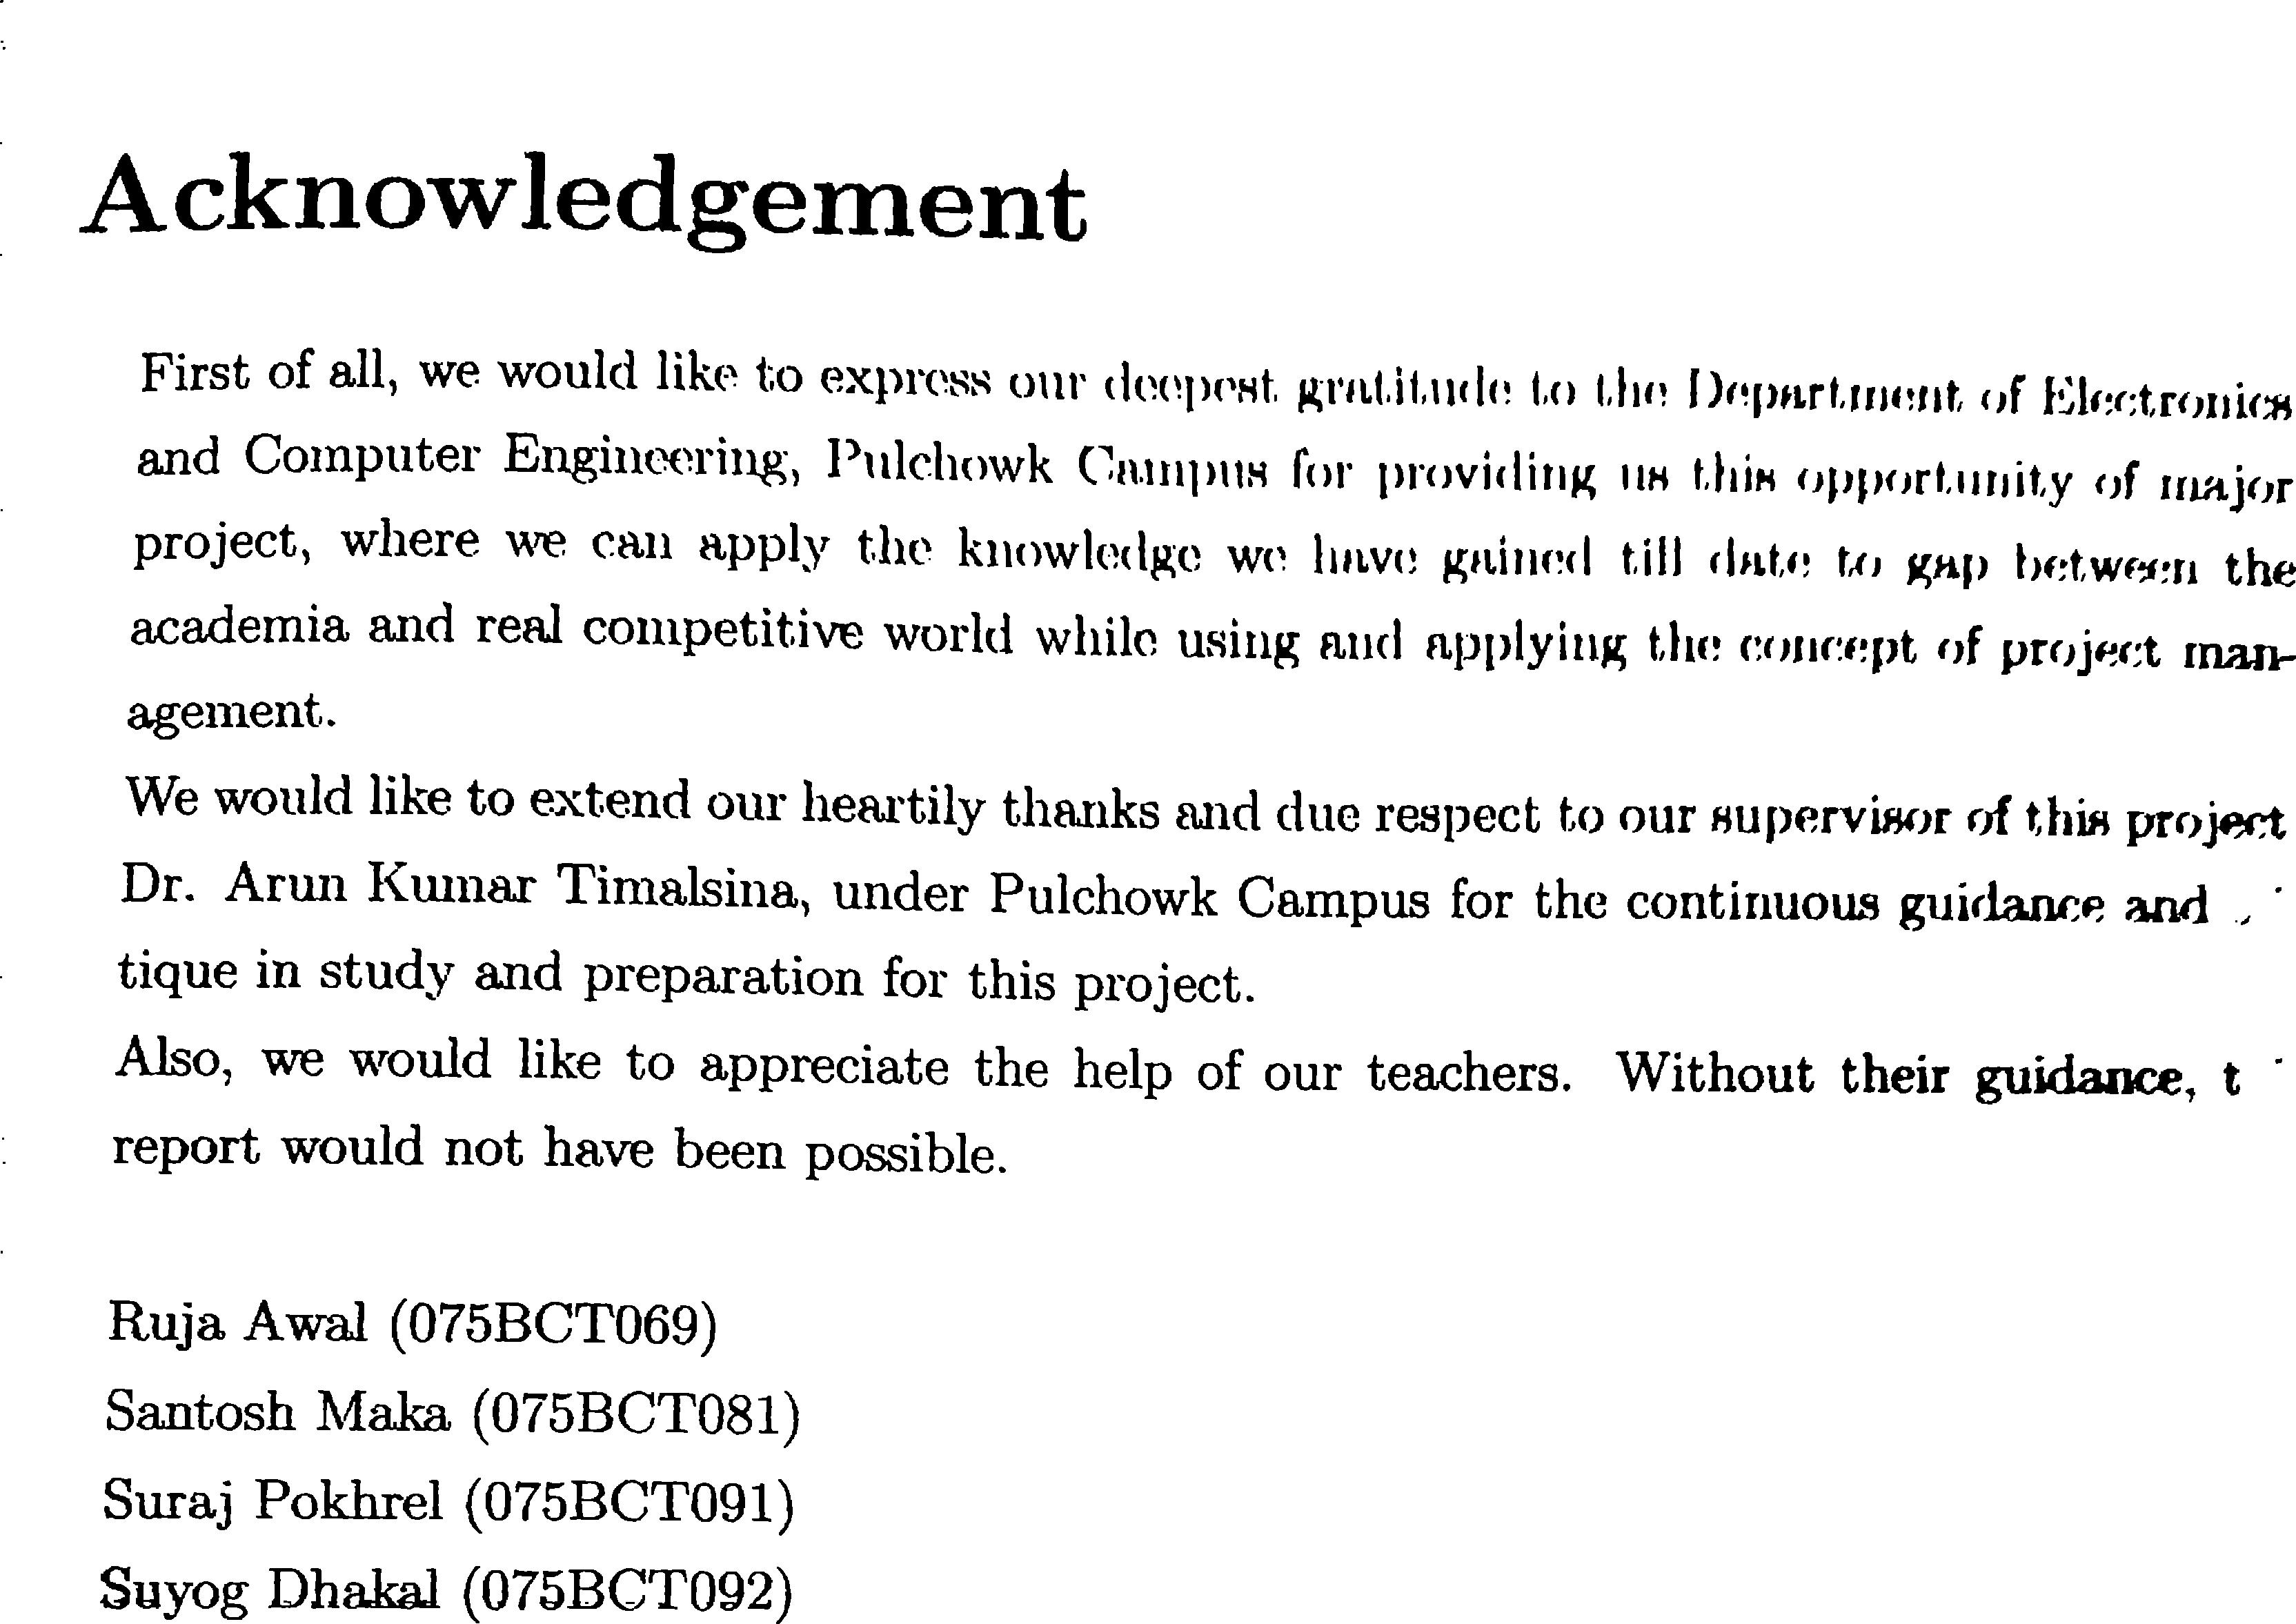 Acknowledgement
First of all, we would like to express our deepest gratitude to the Department of Electronics
and Computer Engineering, Pulchowk Campus for providing us this opportunity of major
project, where we can apply the knowledge we have gained till date to gap between the
academia and real competitive world while using and applying the concept of project man-
agement.
We would like to extend our heartily thanks and due respect to our supervisor of this project
Dr. Arun Kumar Timalsina, under Pulchowk Campus for the continuous guidance and
tique in study and preparation for this project.
Also, we would like to appreciate the help of our teachers. Without their guidance, t
report would not have been possible.
Ruja Awal (075BCT069)
Santosh Maka (075BCT081)
Suraj Pokhrel (075BCT091)
Suyog Dhakal (075BCT092)